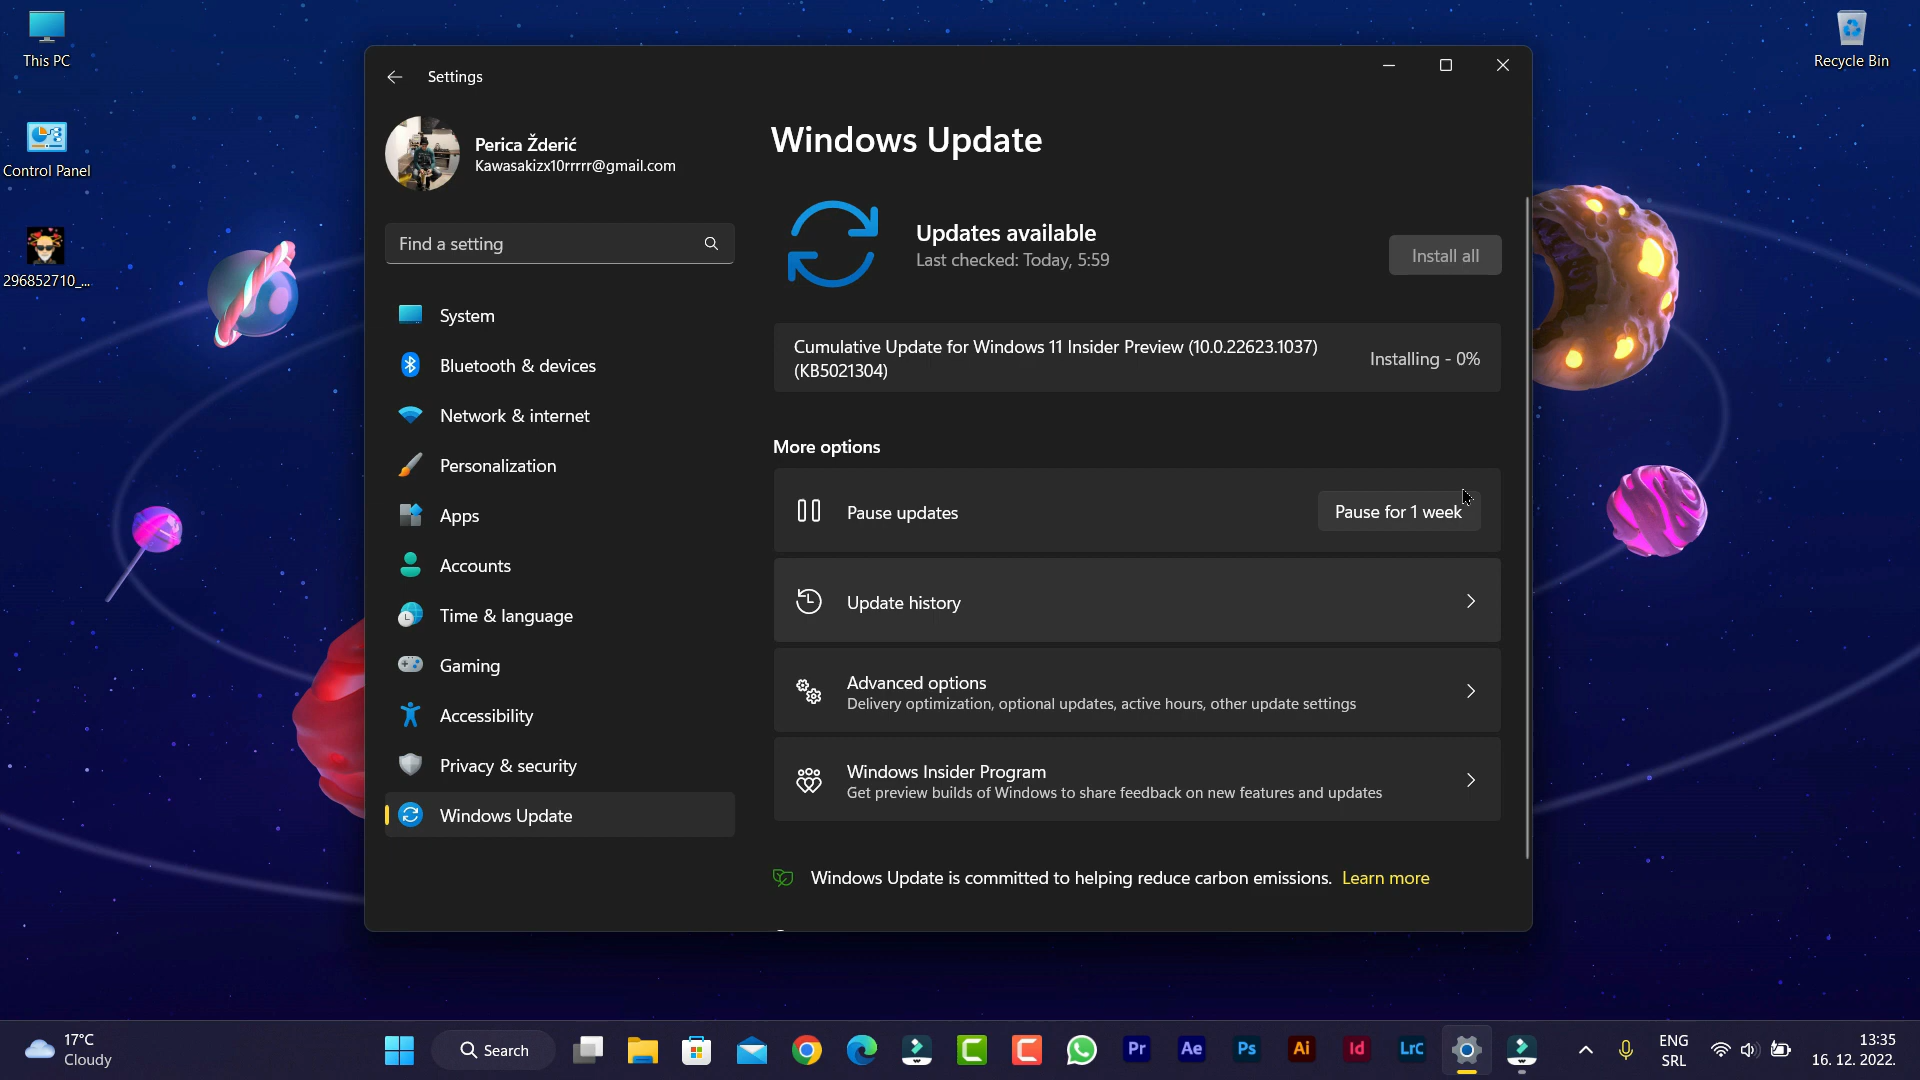 This PC
Control Panel
296852710_...
Recycle Bin
Settings
Perica Žderić
Kawasakizx10rrrrr@gmail.com
Find a setting
System
Bluetooth & devices
Network & internet
Personalization
Apps
Accounts
Time & language
Gaming
Accessibility
Privacy & security
Windows Update
Windows Update
Updates available
Last checked: Today, 5:59
Install all
Cumulative Update for Windows 11 Insider Preview (10.0.22623.1037)
(KB5021304)
Installing - 0%
More options
Pause updates
Pause for 1 week
Update history
Advanced options
Delivery optimization, optional updates, active hours, other update settings
Windows Insider Program
Get preview builds of Windows to share feedback on new features and updates
Windows Update is committed to helping reduce carbon emissions. Learn more
17°C
Cloudy
Search
Pr
Ae
Ps
Ai
Id
LrC
ENG
SRL
13:35
16. 12. 2022.